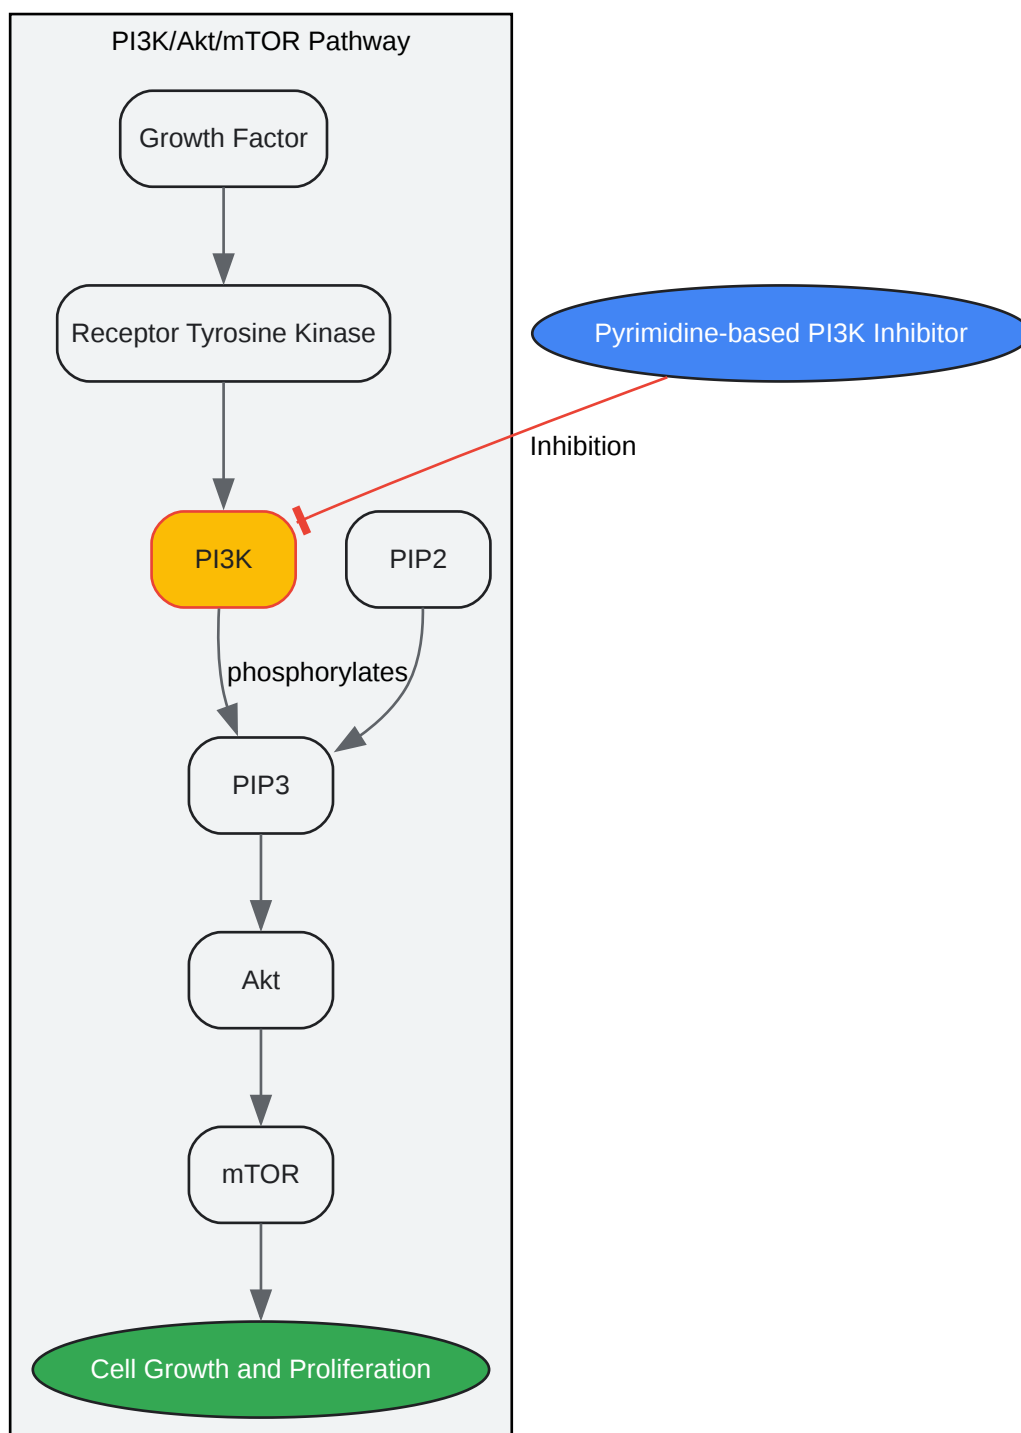 PI3K/Akt/mTOR Pathway
Growth Factor
Receptor Tyrosine Kinase
Pyrimidine-based PI3K Inhibitor
Inhibition
PI3K
PIP2
phosphorylates
PIP3
Akt
mTOR
Cell Growth and Proliferation